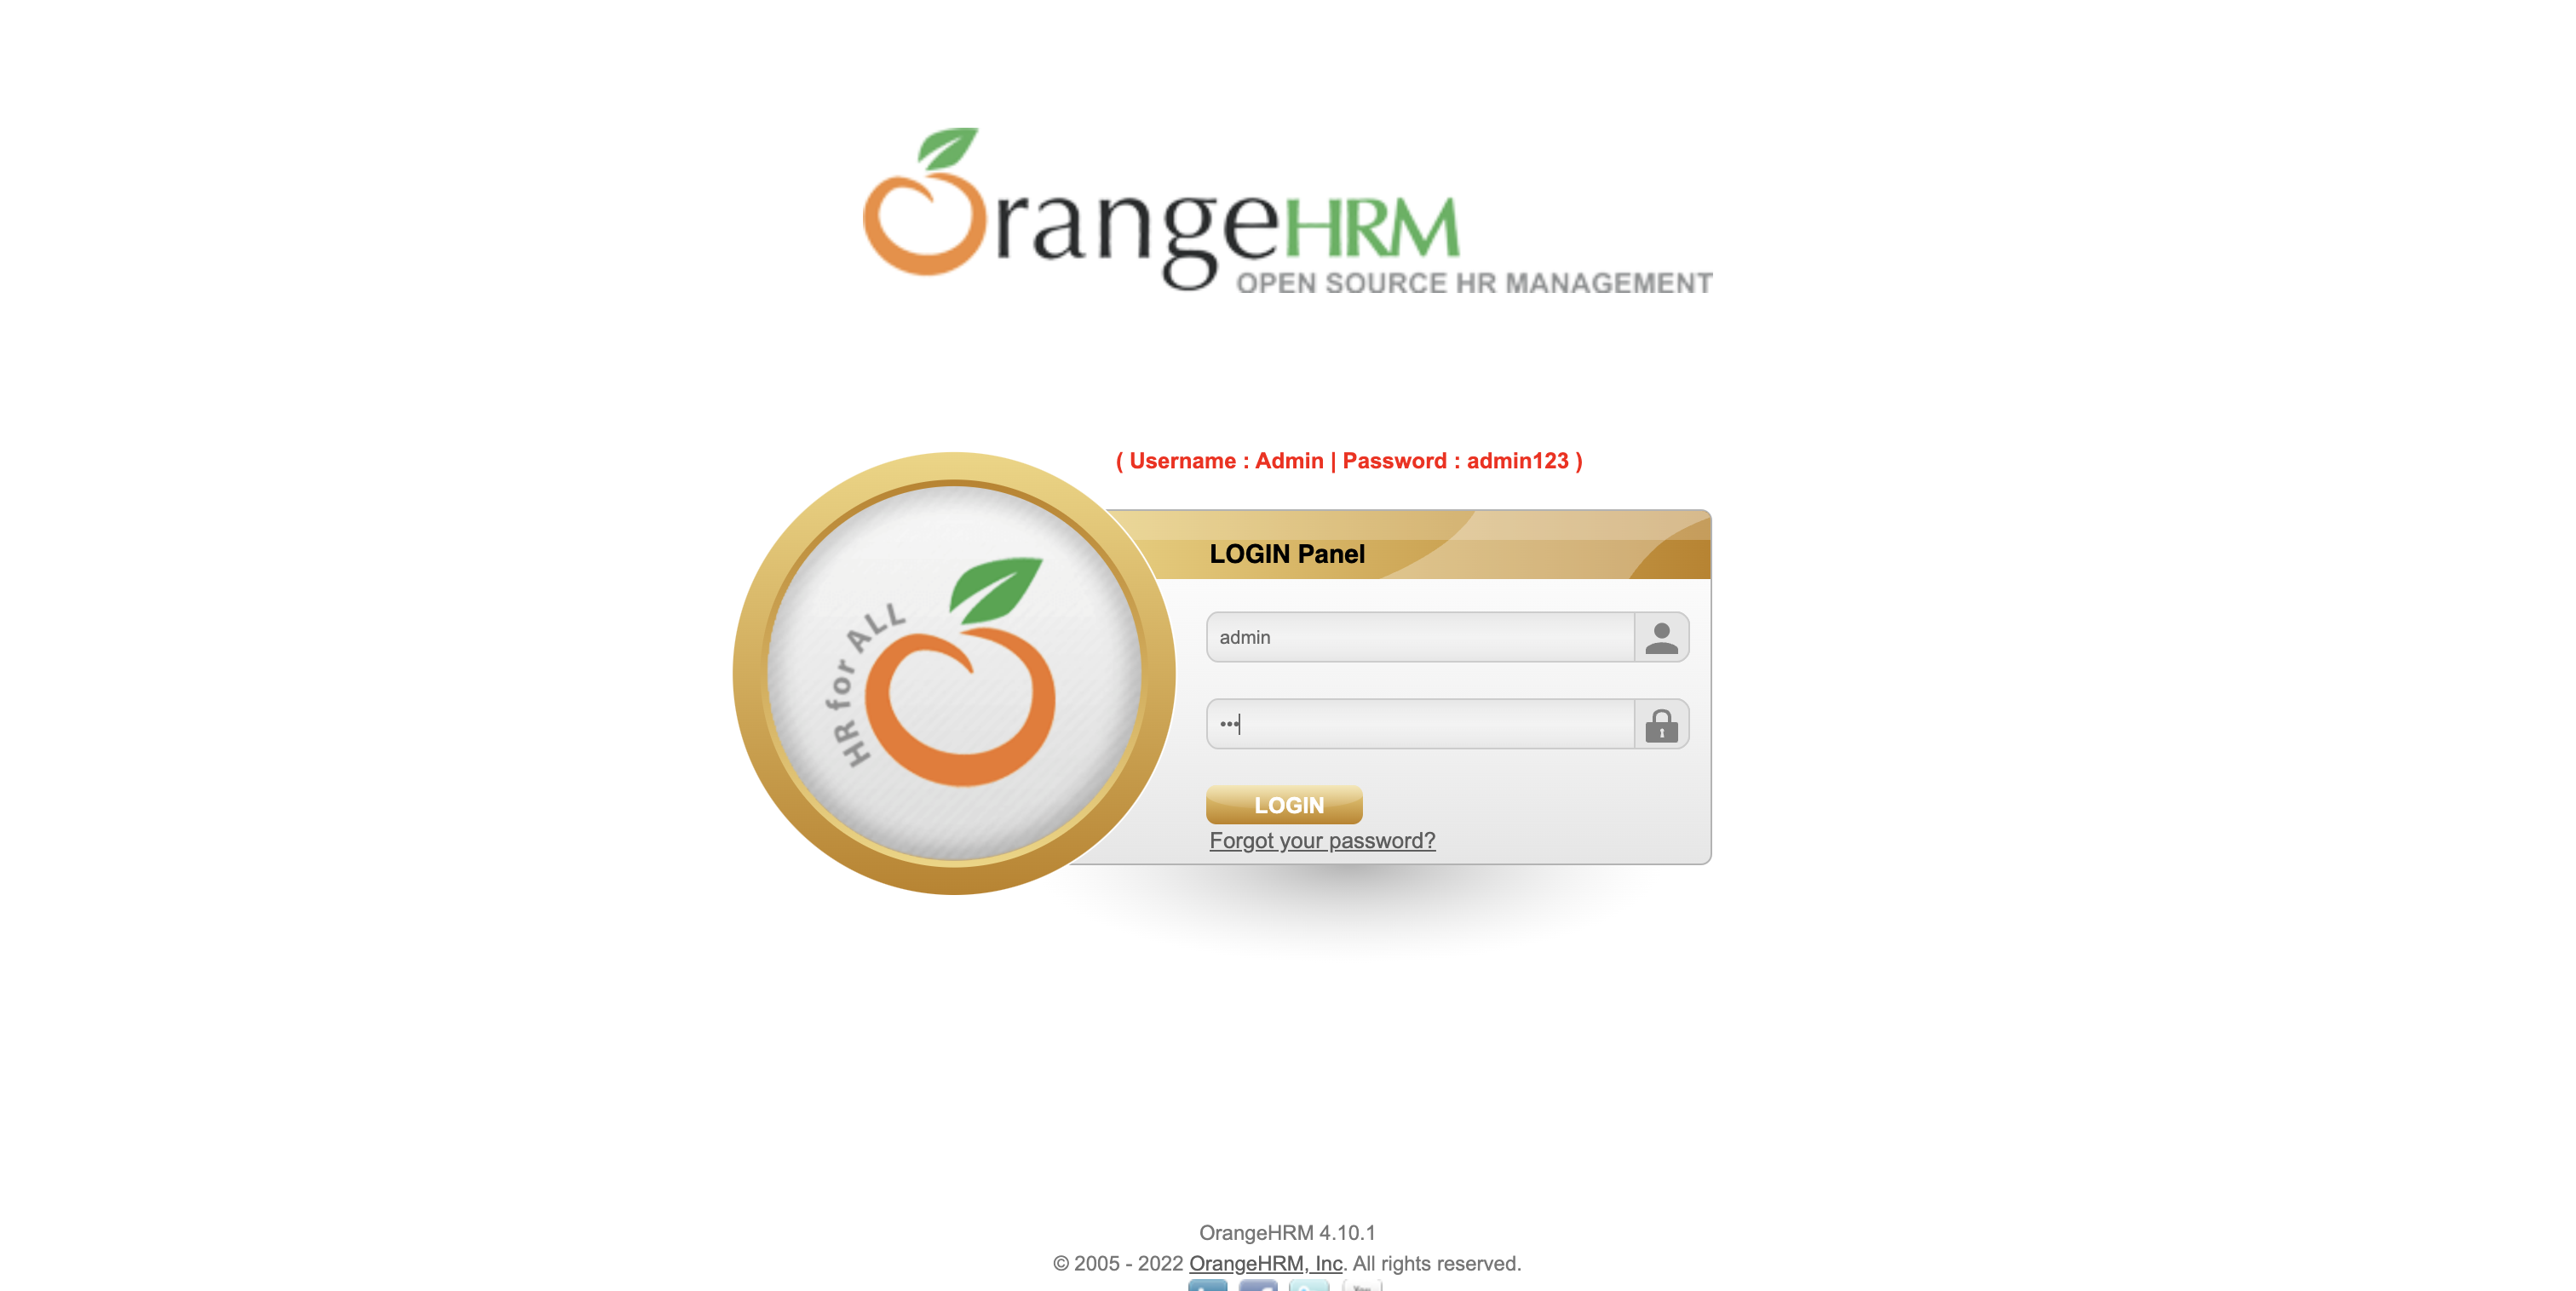 OrangeHRM
OPEN SOURCE HR MANAGEMENT
( Username : Admin | Password : admin123 )
HR for ALL
LOGIN Panel
admin
•••
LOGIN
Forgot your password?
OrangeHRM 4.10.1
© 2005 - 2022 OrangeHRM, Inc. All rights reserved.